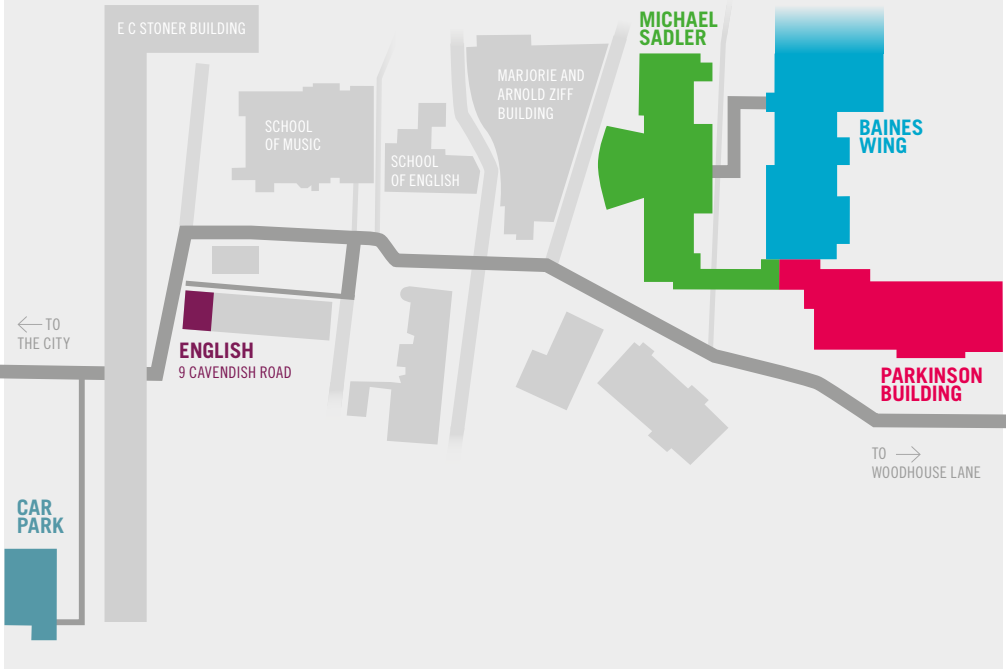 E C STONER BUILDING
MICHAEL
SADLER
MARJORIE AND
ARNOLD ZIFF
BUILDING
SCHOOL
OF MUSIC
SCHOOL
OF ENGLISH
BAINES
WING
← TO
THE CITY
ENGLISH
9 CAVENDISH ROAD
PARKINSON
BUILDING
TO →
WOODHOUSE LANE
CAR
PARK